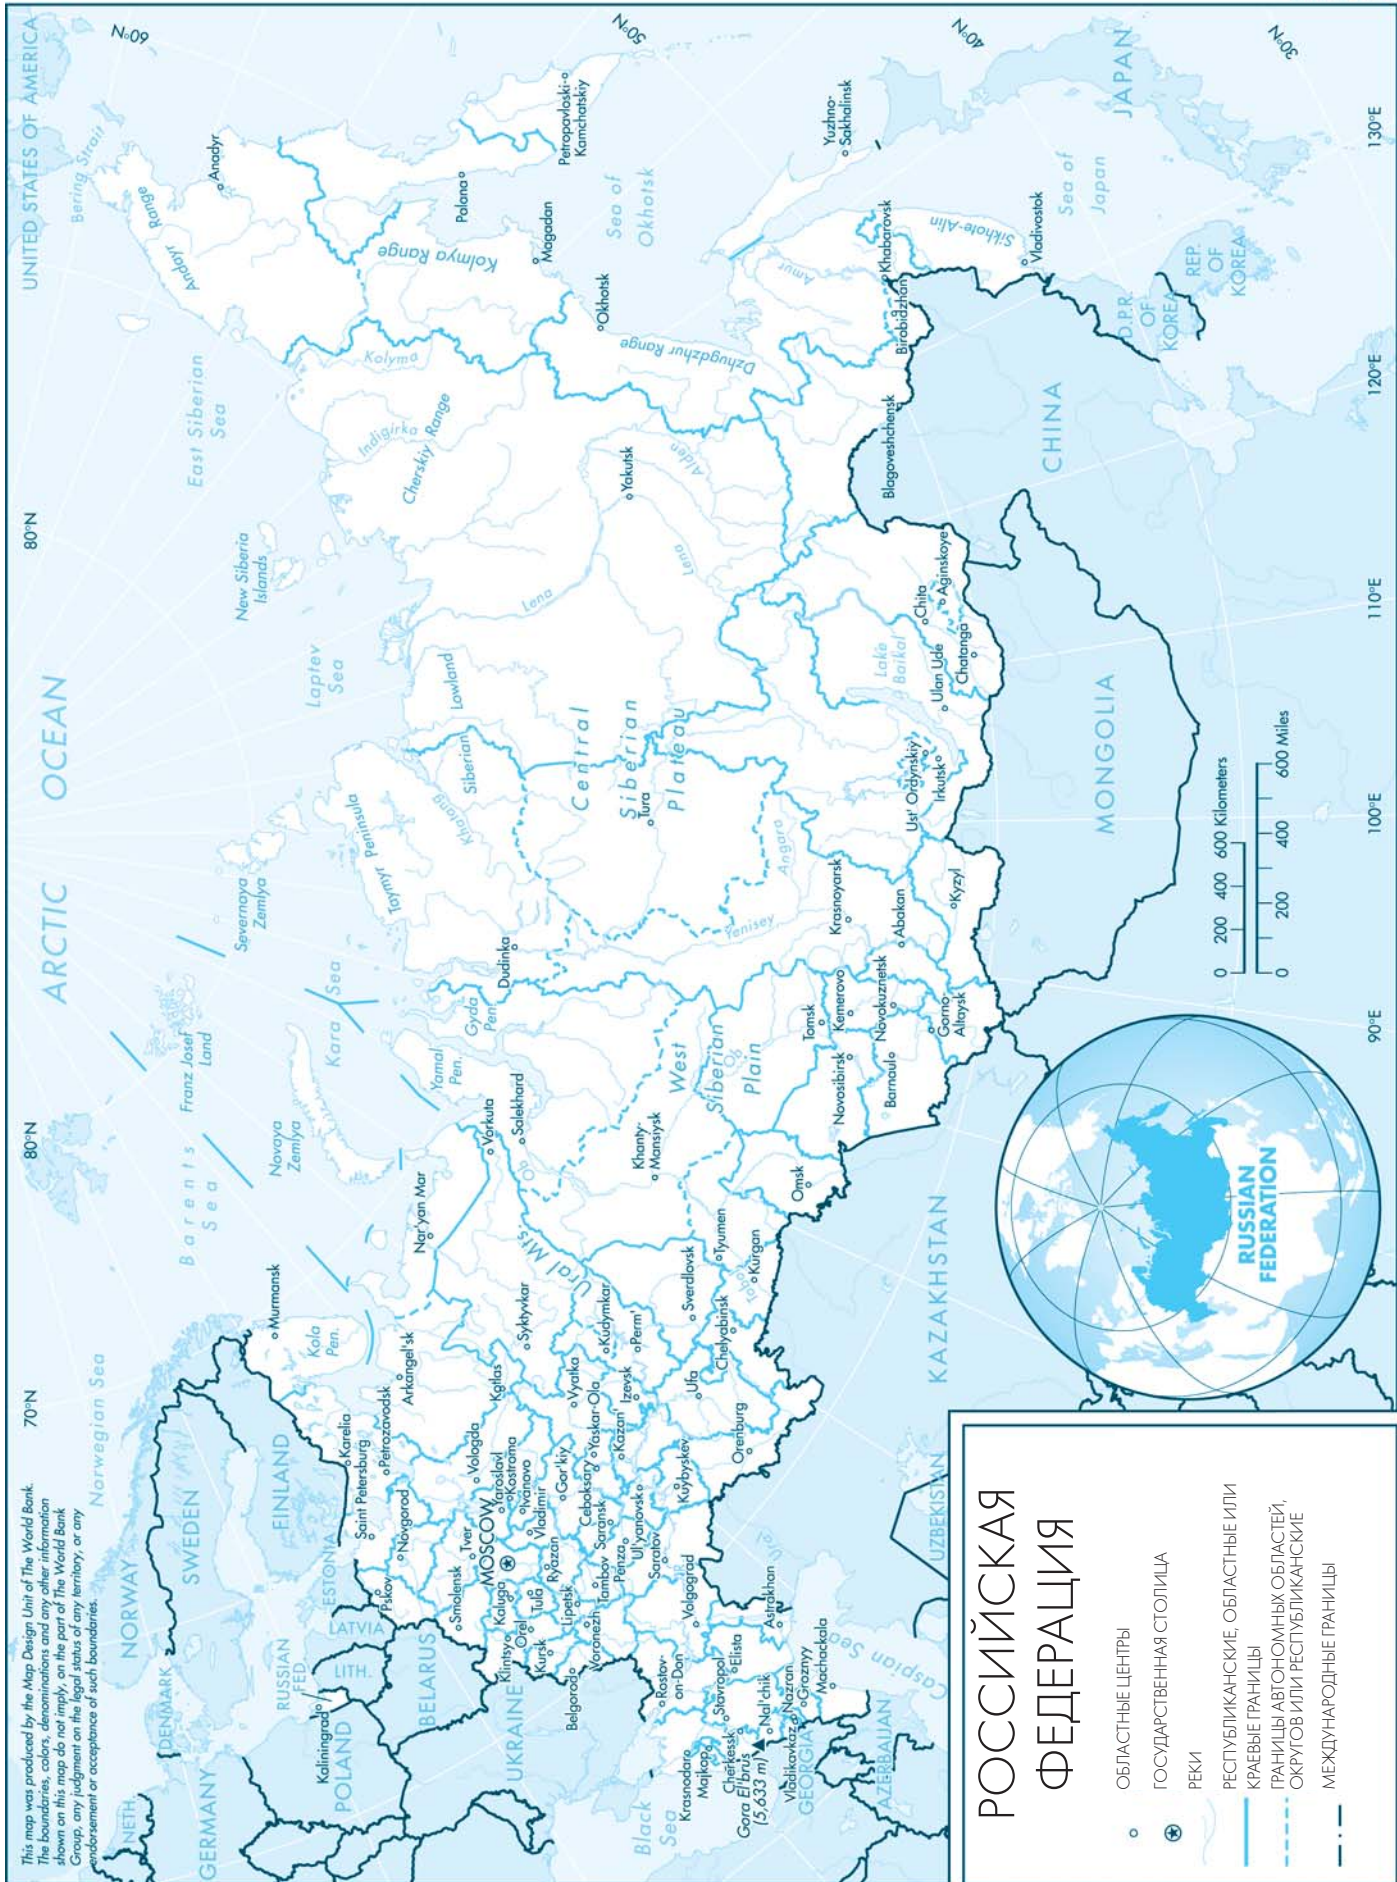 This map was produced by the Map Design Unit of The World Bank.
The boundaries, colors, denominations and any other information
shown on this map do not imply, on the part of The World Bank
Group, any judgment on the legal status of any territory, or any
endorsement or acceptance of such boundaries.
80°N
80°N
70°N
60°N
50°N
40°N
30°N
130°E
120°E
110°E
100°E
90°E
UNITED STATES OF AMERICA
Bering Strait
ARCTIC OCEAN
East Siberian
Sea
New Siberia
Islands
Laptev
Sea
Severnaya
Zemlya
Kara Sea
Franz Josef
Land
Barents
Sea
Novaya
Zemlya
Norwegian Sea
NORWAY
SWEDEN
FINLAND
DENMARK
NETH.
GERMANY
POLAND
RUSSIAN
FED.
LITH.
LATVIA
ESTONIA
BELARUS
UKRAINE
Black
Sea
GEORGIA
AZERBAIJAN
Caspian Sea
UZBEKISTAN
KAZAKHSTAN
MONGOLIA
CHINA
D.P.R.
OF
KOREA
REP.
OF
KOREA
JAPAN
Sea of
Japan
Sea of
Okhotsk
Anadyr
Range
Anadyr
Palana
Petropavloski-
Kamchatskiy
Magadan
Kolmya Range
Okhotsk
Yuzhno-
Sakhalinsk
Kolyma
Indigirka
Cherskiy Range
Dzhugdzhur Range
Amur
Khabarovsk
Sikhote-Alin
Vladivostok
Birobidzhan
Blagoveshchensk
Yakutsk
Alden
Lena
Lena
Lowland
Siberian
Taymyr Peninsula
Khatang
Central
Siberian
Plateau
Tura
Angara
Yenisey
Lake
Baikal
Chita
Aginskoye
Chatanga
Ulan Ude
Ust' Ordynskiy
Irkutsk
Krasnoyarsk
Abakan
Kyzyl
Dudinka
Gyda
Pen.
Yamal
Pen.
West
Siberian
Plain
Ob
Tomsk
Kemerovo
Novokuznetsk
Gorno-
Altaysk
Novosibirsk
Barnaul
Vorkuta
Salekhard
Ob
Khanty-
Mansiysk
Omsk
Nar'yan Mar
Ural Mts.
Sverdlovsk
Tyumen
Kurgan
Chelyabinsk
Murmansk
Kola
Pen.
Arkangel'sk
Syktyvkar
Kudymkar
Perm'
Ufa
Karelia
Petrozavodsk
Vyatka
Yaskar-Ola
Izevsk
Kazan'
Orenburg
Saint Petersburg
Novgorod
Pskov
Vologda
Yaroslavl
Kostroma
Ivanovo
Vladimir
Gor'kiy
Ceboksary
Saransk
Ul'yanovsk
Kuybyskev
Tver
MOSCOW
Smolensk
Kaluga
Tula
Ryazan
Orel
Lipetsk
Tambov
Penza
Saratov
Klintsy
Kursk
Voronezh
Belgorod
Volgograd
Astrakhan
Rostov-
on-Don
Stavropol
Elista
Krasnodaro
Majkop
Cherkessk
Gora El'brus
(5,633 m)
Nal'chik
Vladikavkaz
Nazran
Groznyy
Machackala
Kaliningrad
0 200 400 600 Kilometers
0 200 400 600 Miles
RUSSIAN
FEDERATION
РОССИЙСКАЯ
ФЕДЕРАЦИЯ
ОБЛАСТНЫЕ ЦЕНТРЫ
ГОСУДАРСТВЕННАЯ СТОЛИЦА
РЕКИ
РЕСПУБЛИКАНСКИЕ, ОБЛАСТНЫЕ ИЛИ
КРАЕВЫЕ ГРАНИЦЫ
ГРАНИЦЫ АВТОНОМНЫХ ОБЛАСТЕЙ,
ОКРУГОВ ИЛИ РЕСПУБЛИКАНСКИЕ
МЕЖДУНАРОДНЫЕ ГРАНИЦЫ